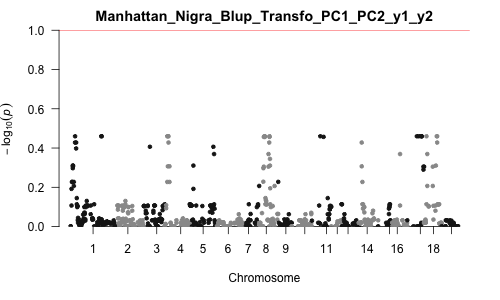 Manhattan_Nigra_Blup_Transfo_PC1_PC2_y1_y2
1.0
0.8
0.6
0.4
0.2
0.0
− log₁₀(p)
1 2 3 4 5 6 7 8 9 11 14 16 18
Chromosome